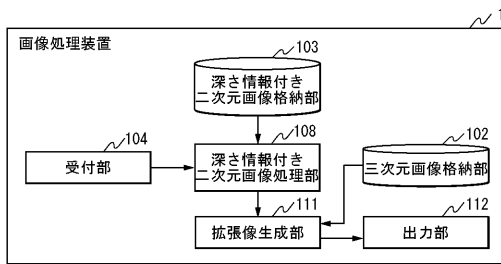 1
画像処理装置
103
深さ情報付き
二次元画像格納部
104
受付部
108
深さ情報付き
二次元画像処理部
102
三次元画像格納部
111
拡張像生成部
112
出力部